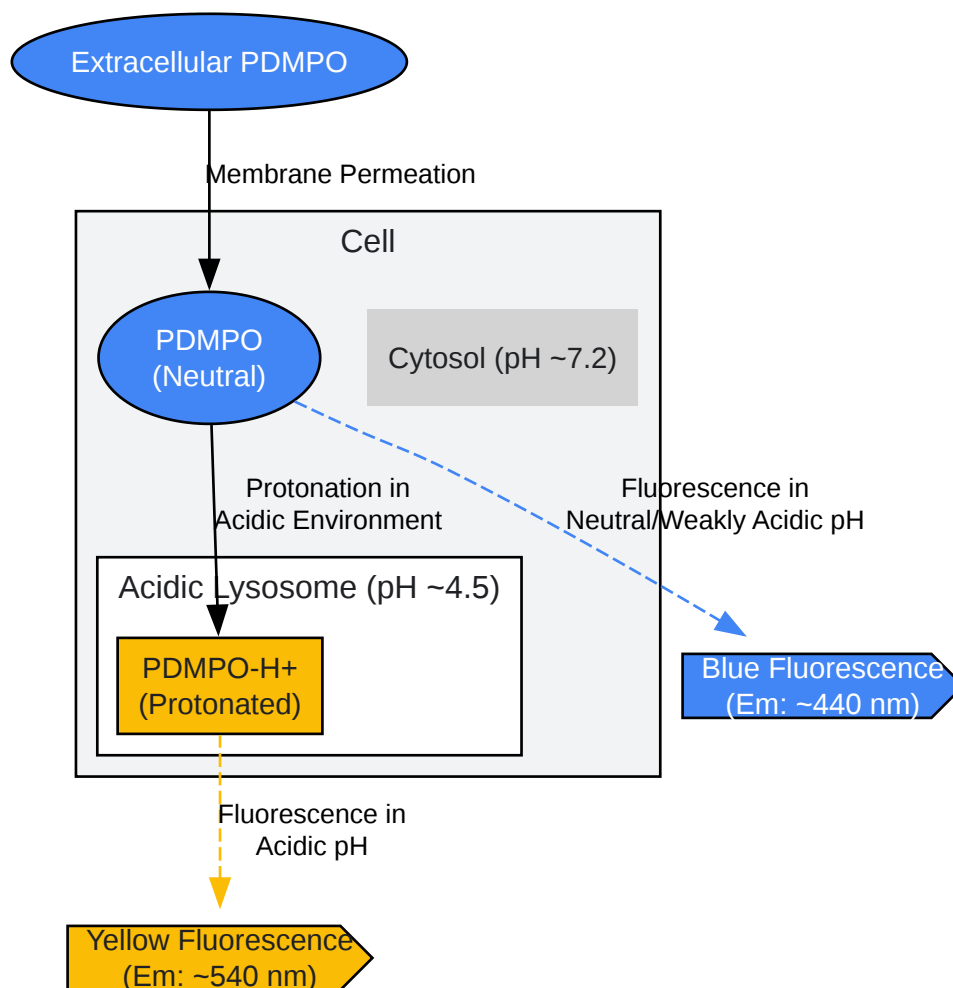 Extracellular PDMPO
Membrane Permeation
Cell
PDMPO
(Neutral)
Cytosol (pH ~7.2)
Protonation in
Acidic Environment
Fluorescence in
Neutral/Weakly Acidic pH
Acidic Lysosome (pH ~4.5)
PDMPO-H+
(Protonated)
Blue Fluorescence
(Em: ~440 nm)
Fluorescence in
Acidic pH
Yellow Fluorescence
(Em: ~540 nm)